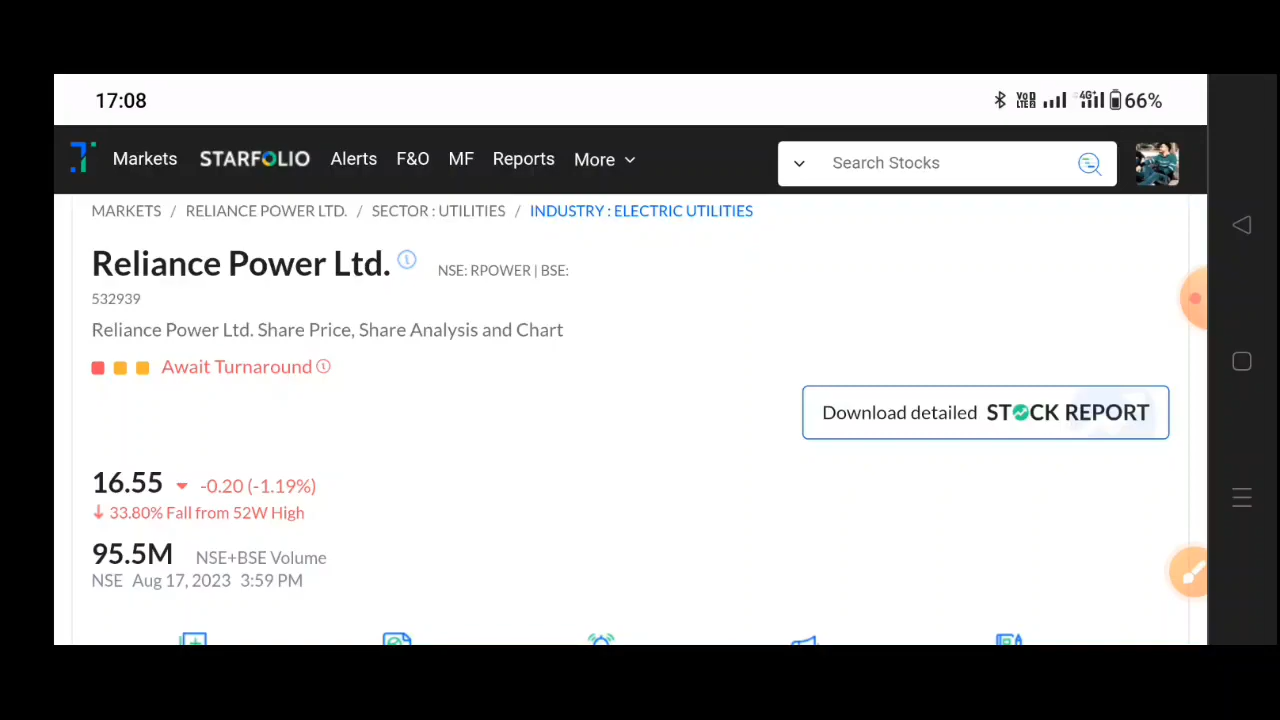 17:08
VoD LTE2 4G+ 66%
Markets STARFOLIO Alerts F&O MF Reports More Search Stocks
MARKETS / RELIANCE POWER LTD. / SECTOR : UTILITIES / INDUSTRY : ELECTRIC UTILITIES
Reliance Power Ltd. NSE: RPOWER | BSE:
532939
Reliance Power Ltd. Share Price, Share Analysis and Chart
Await Turnaround
Download detailed STOCK REPORT
16.55 -0.20 (-1.19%)
33.80% Fall from 52W High
95.5M NSE+BSE Volume
NSE Aug 17, 2023 3:59 PM